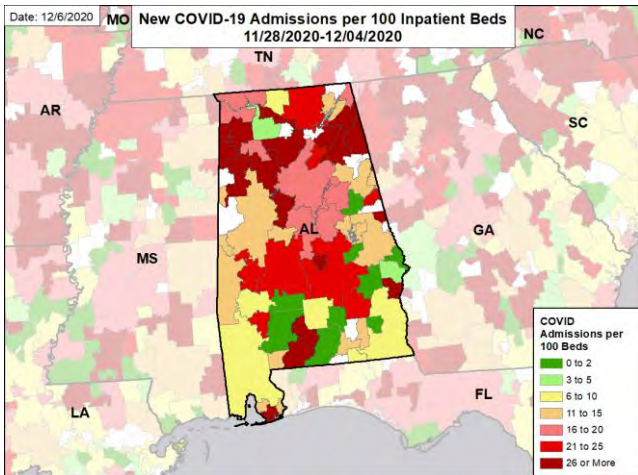 Date: 12/6/2020
New COVID-19 Admissions per 100 Inpatient Beds
11/28/2020-12/04/2020
MO
TN
NC
AR
SC
MS
AL
GA
LA
FL
COVID
Admissions per
100 Beds
0 to 2
3 to 5
6 to 10
11 to 15
16 to 20
21 to 25
26 or More